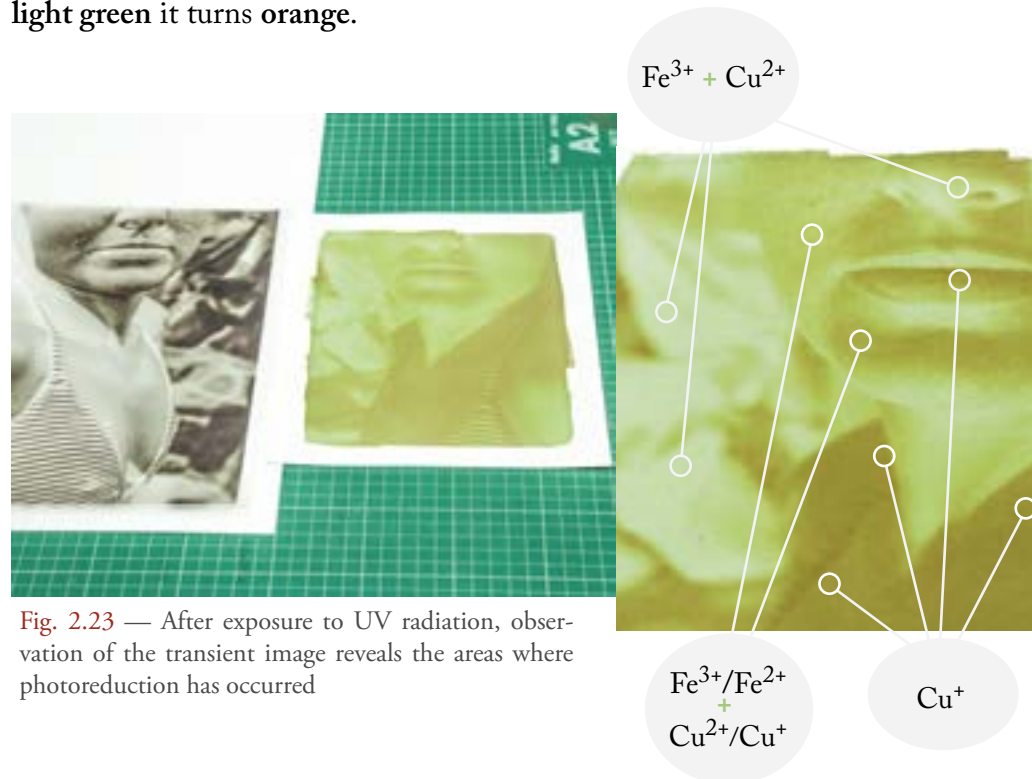 light green it turns orange.
Fe³⁺ + Cu²⁺
A2
Fig. 2.23 — After exposure to UV radiation, obser-
vation of the transient image reveals the areas where
photoreduction has occurred
Fe³⁺/Fe²⁺
+
Cu²⁺/Cu⁺
Cu⁺